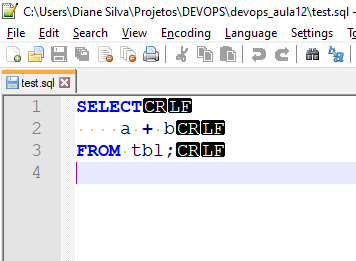 C:\Users\Diane Silva\Projetos\DEVOPS\devops_aula12\test.sql -
File Edit Search View Encoding Language Settings
test.sql
1 SELECTCRLF
2 ····a·+·bCRLF
3 FROM·tbl;CRLF
4